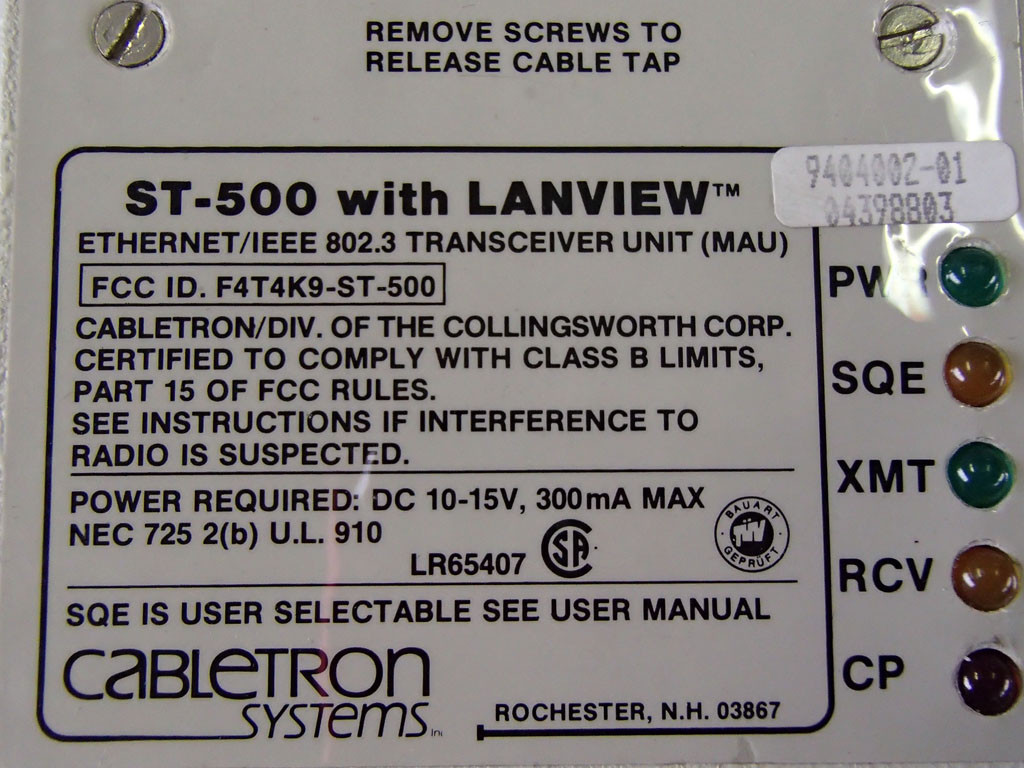 REMOVE SCREWS TO
RELEASE CABLE TAP
9404002-01
04398803
ST-500 with LANVIEW™
ETHERNET/IEEE 802.3 TRANSCEIVER UNIT (MAU)
FCC ID. F4T4K9-ST-500
CABLETRON/DIV. OF THE COLLINGSWORTH CORP.
CERTIFIED TO COMPLY WITH CLASS B LIMITS,
PART 15 OF FCC RULES.
SEE INSTRUCTIONS IF INTERFERENCE TO
RADIO IS SUSPECTED.
POWER REQUIRED: DC 10-15V, 300mA MAX
NEC 725 2(b) U.L. 910
LR65407 SA
BAUART
TÜV
GEPRÜFT
SQE IS USER SELECTABLE SEE USER MANUAL
CABLETRON
SYSTEMS Inc
ROCHESTER, N.H. 03867
PWR
SQE
XMT
RCV
CP